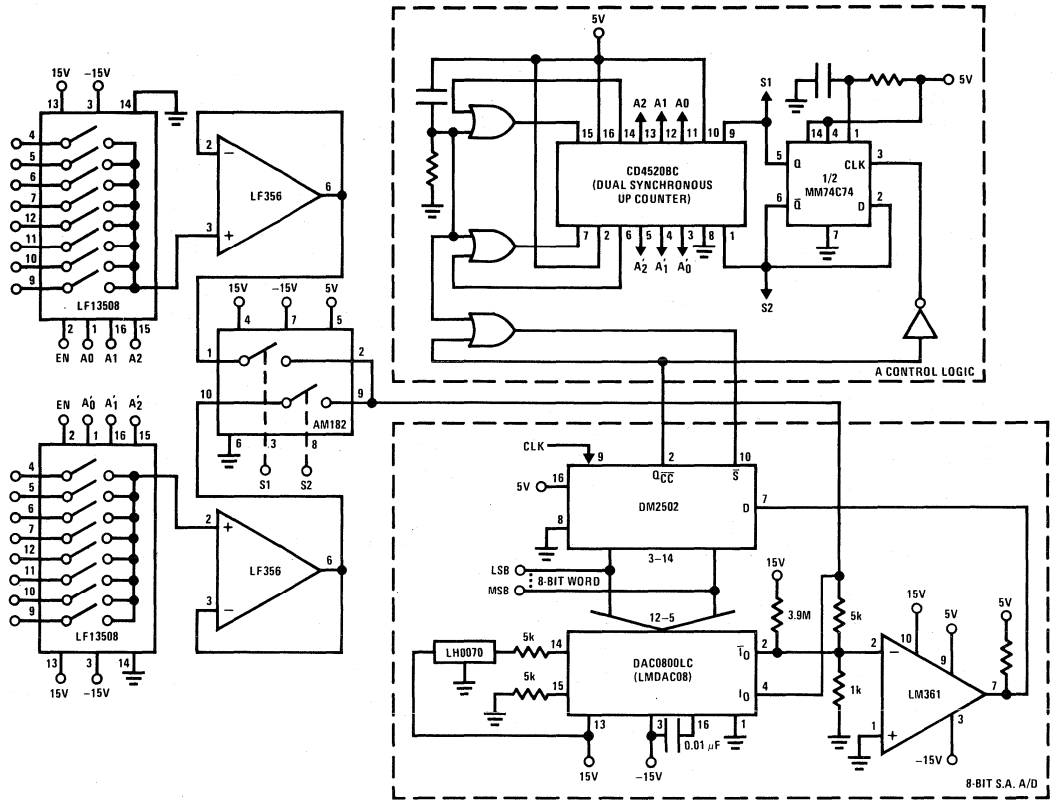 15V –15V
13 3 14
4
5
6
7
12
11
10
9
LF13508
2 1 16 15
EN A0 A1 A2
2 –
LF356
6
3 +
15V –15V 5V
4 7 5
1 2
10 9
AM182
6 3 8
S1 S2
EN A'0 A'1 A'2
2 1 16 15
4
5
6
7
12
11
10
9
LF13508
13 3 14
15V –15V
2 +
LF356
6
3 –
5V
A2 A1 A0
15 16 14 13 12 11 10 9
CD4520BC
(DUAL SYNCHRONOUS
UP COUNTER)
7 2 6 5 4 3 8 1
A'2 A'1 A'0
S1
S2
5V
14 4 1
5 Q CLK 3
1/2
MM74C74
6 Q̅ D 2
7
A CONTROL LOGIC
CLK
9 2 10
16 Q̅C̅C̅ S̅
5V
DM2502
D 7
8
3–14
LSB
8-BIT WORD
MSB
12–5
15V
3.9M
5k
1k
LH0070
5k
14
5k
15
DAC0800LC
(LMDAC08)
I̅O 2
IO 4
13 3 16 1
0.01 μF
15V –15V
15V
5V
5V
10
9
2 –
LM361
7
1 +
3
–15V
8-BIT S.A. A/D